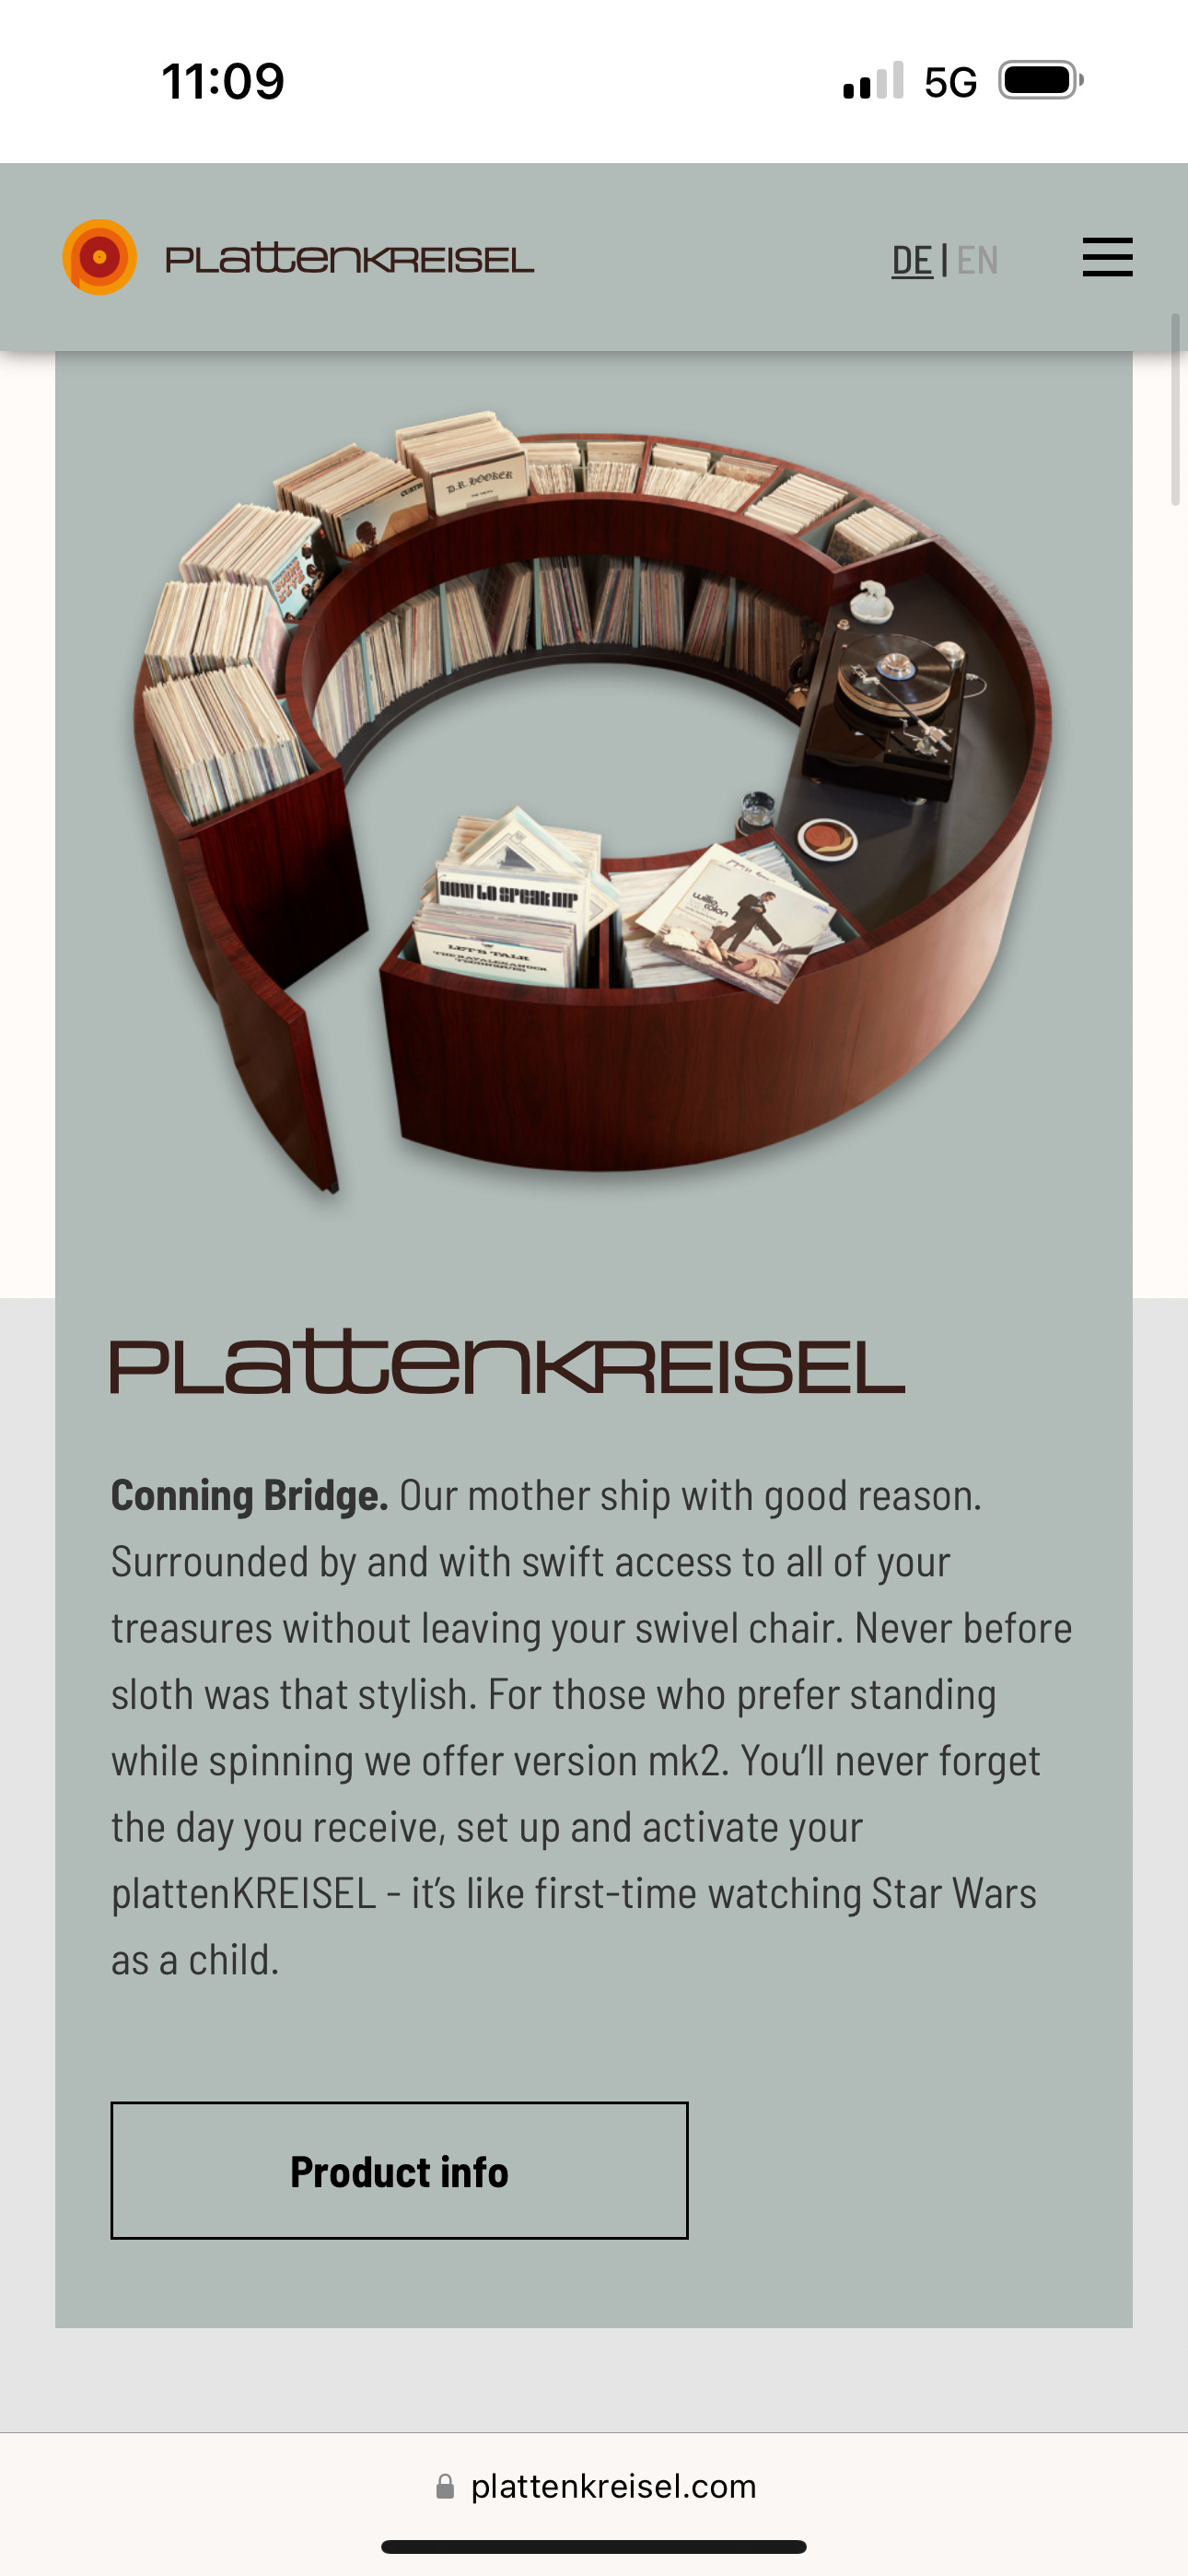 11:09 5G
plattenKREISEL DE | EN
D.R. HOOKER
CURTIS
how to speak hip
LET'S TALK
willie colon
plattenKREISEL
Conning Bridge. Our mother ship with good reason.
Surrounded by and with swift access to all of your
treasures without leaving your swivel chair. Never before
sloth was that stylish. For those who prefer standing
while spinning we offer version mk2. You’ll never forget
the day you receive, set up and activate your
plattenKREISEL - it’s like first-time watching Star Wars
as a child.
Product info
plattenkreisel.com